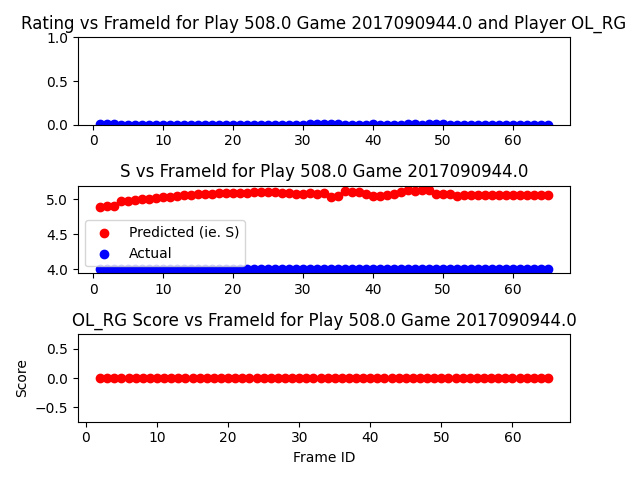 Rating vs FrameId for Play 508.0 Game 2017090944.0 and Player OL_RG
1.0
0.5
0.0
0 10 20 30 40 50 60
S vs FrameId for Play 508.0 Game 2017090944.0
5.0
4.5
4.0
Predicted (ie. S)
Actual
0 10 20 30 40 50 60
OL_RG Score vs FrameId for Play 508.0 Game 2017090944.0
Score
0.5
0.0
−0.5
0 10 20 30 40 50 60
Frame ID